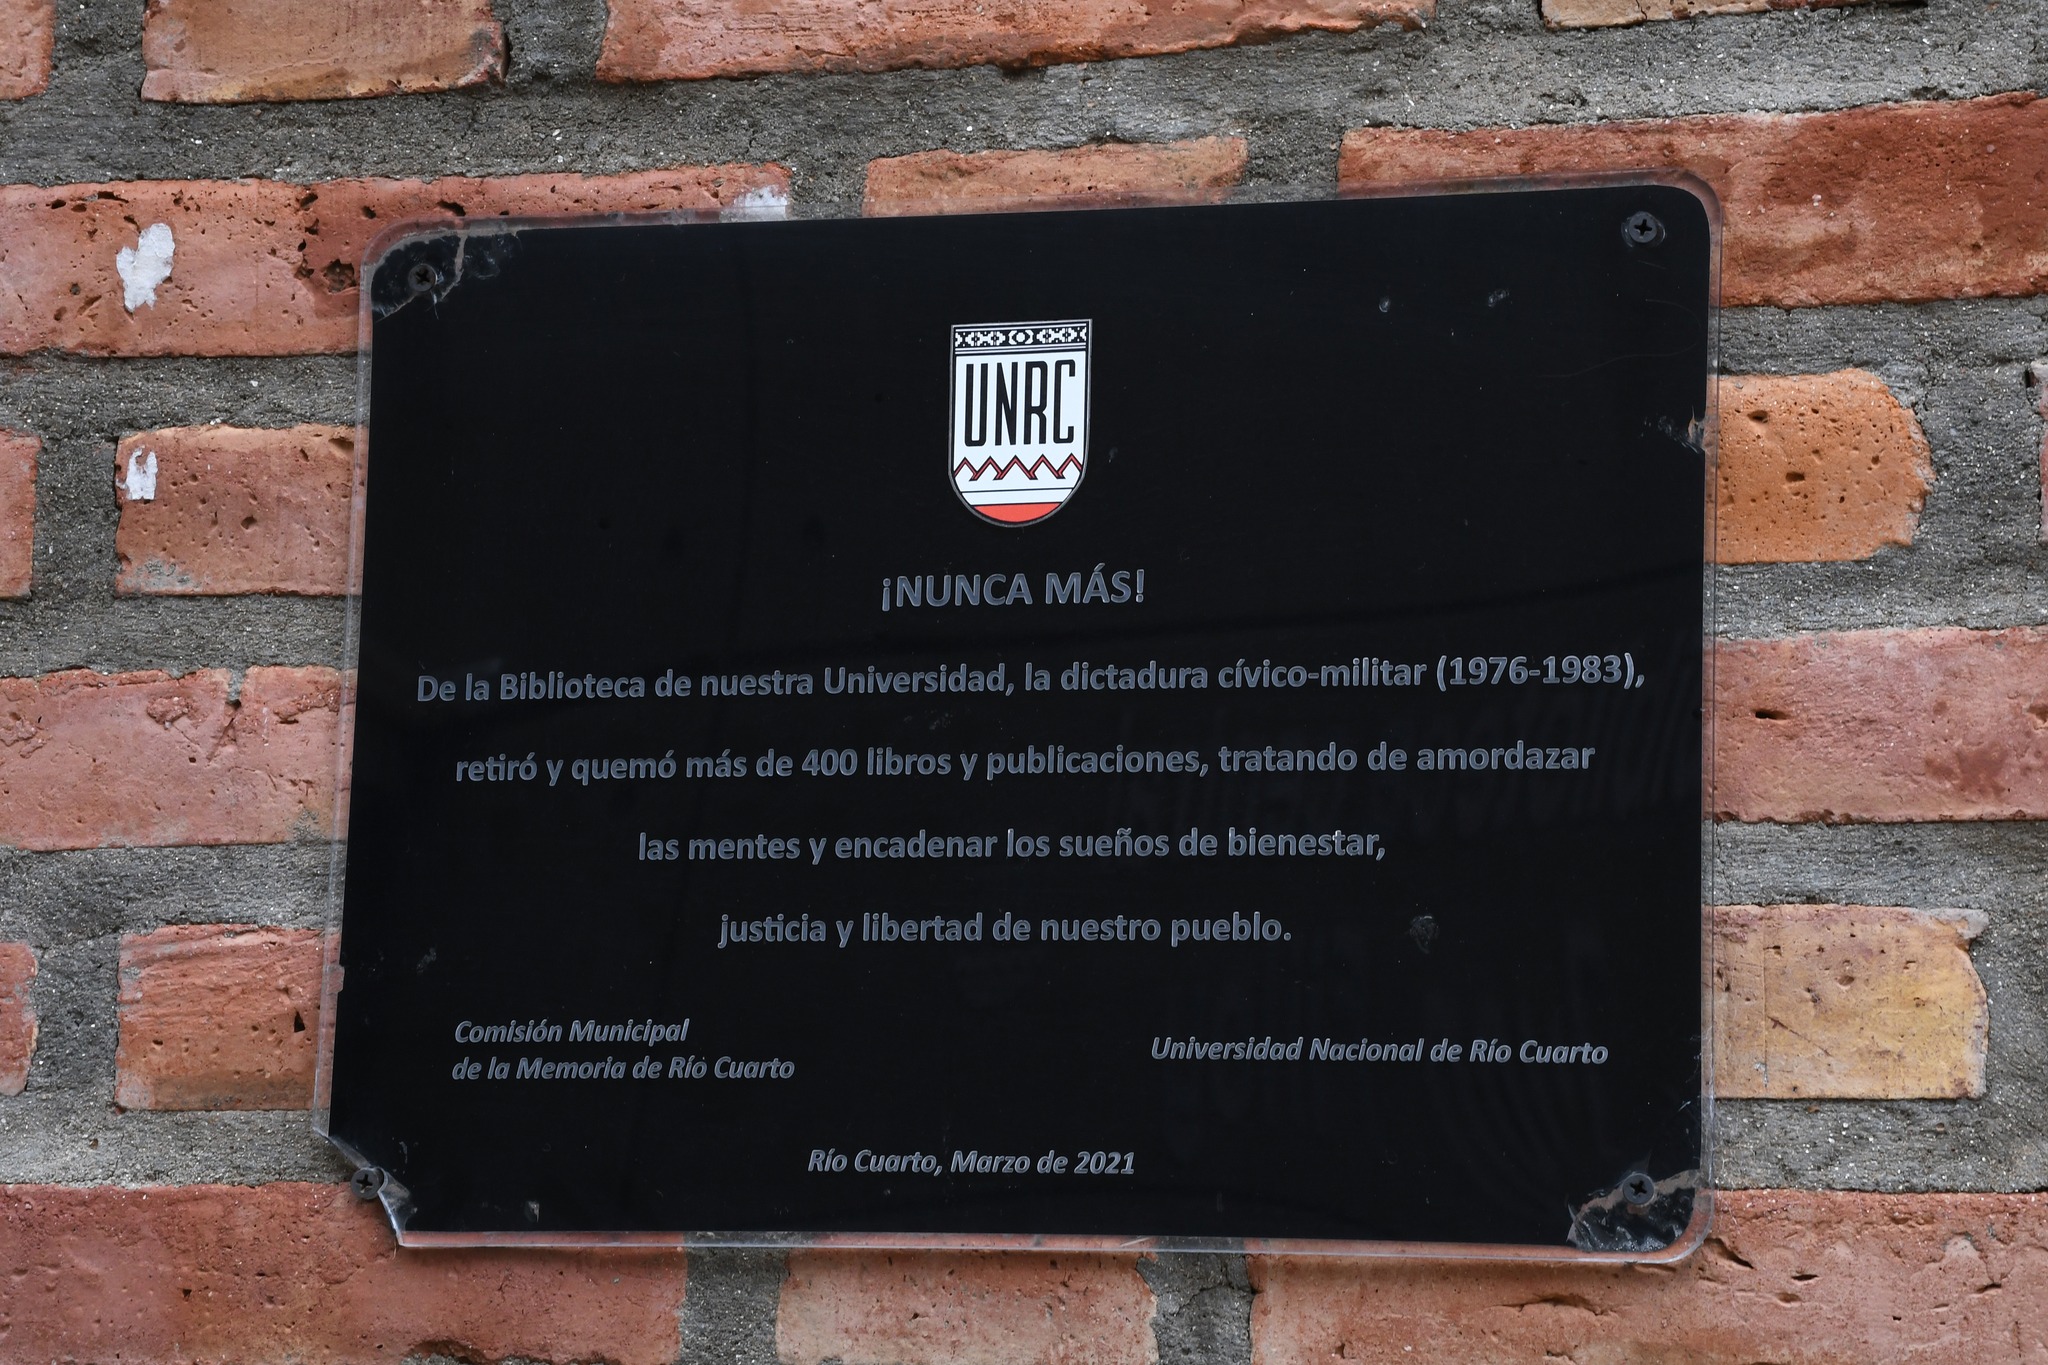 UNRC
¡NUNCA MÁS!
De la Biblioteca de nuestra Universidad, la dictadura cívico-militar (1976-1983),
retiró y quemó más de 400 libros y publicaciones, tratando de amordazar
las mentes y encadenar los sueños de bienestar,
justicia y libertad de nuestro pueblo.
Comisión Municipal
de la Memoria de Río Cuarto
Universidad Nacional de Río Cuarto
Río Cuarto, Marzo de 2021